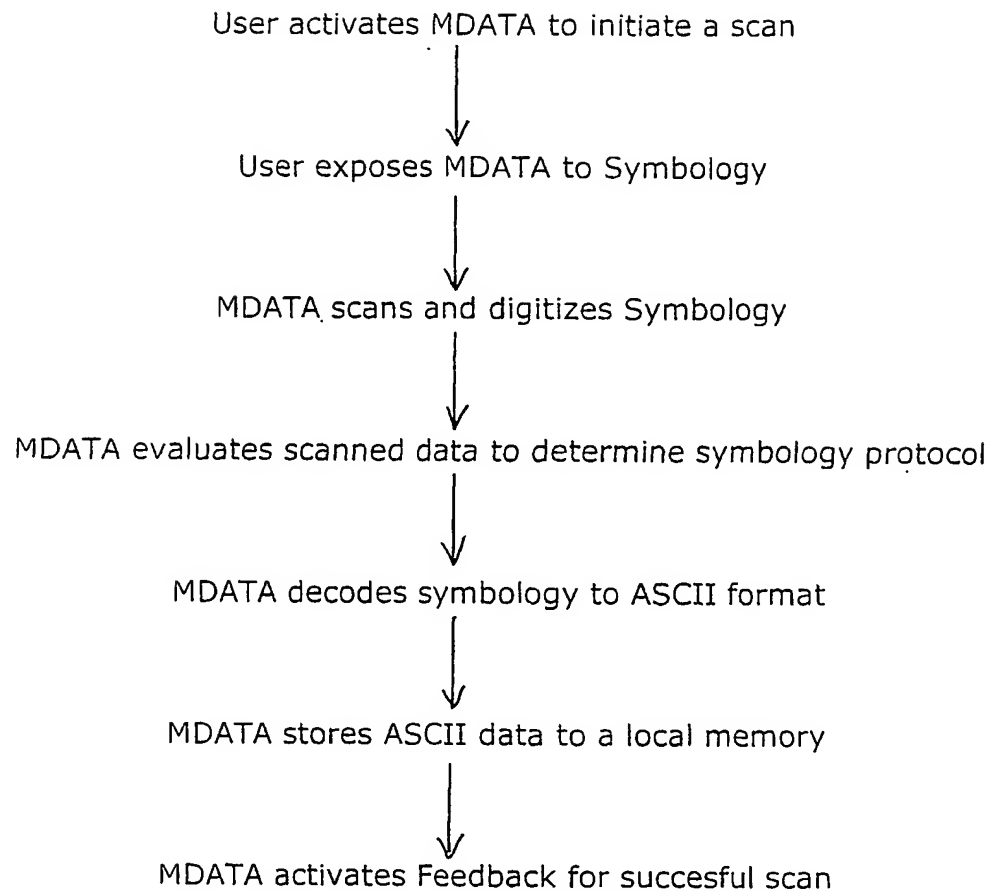 User activates MDATA to initiate a scan
User exposes MDATA to Symbology
MDATA scans and digitizes Symbology
MDATA evaluates scanned data to determine symbology protocol
MDATA decodes symbology to ASCII format
MDATA stores ASCII data to a local memory
MDATA activates Feedback for succesful scan